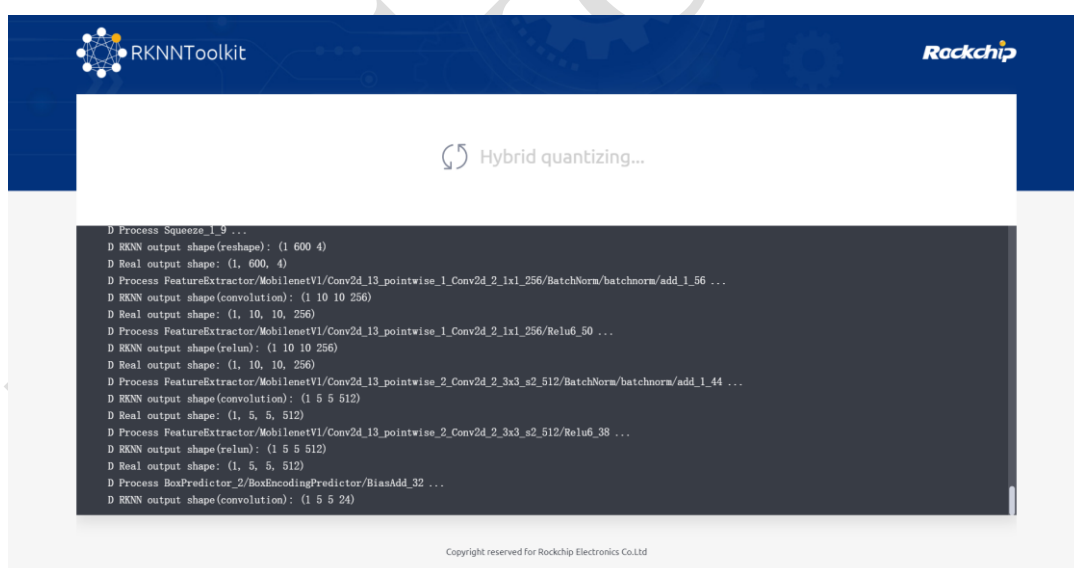 RKNNToolkit
Rockchip
Hybrid quantizing...
D Process Squeeze_1_9 ...
D RKNN output shape(reshape): (1 600 4)
D Real output shape: (1, 600, 4)
D Process FeatureExtractor/MobilenetV1/Conv2d_13_pointwise_1_Conv2d_2_1x1_256/BatchNorm/batchnorm/add_1_56 ...
D RKNN output shape(convolution): (1 10 10 256)
D Real output shape: (1, 10, 10, 256)
D Process FeatureExtractor/MobilenetV1/Conv2d_13_pointwise_1_Conv2d_2_1x1_256/Relu6_50 ...
D RKNN output shape(relun): (1 10 10 256)
D Real output shape: (1, 10, 10, 256)
D Process FeatureExtractor/MobilenetV1/Conv2d_13_pointwise_2_Conv2d_2_3x3_s2_512/BatchNorm/batchnorm/add_1_44 ...
D RKNN output shape(convolution): (1 5 5 512)
D Real output shape: (1, 5, 5, 512)
D Process FeatureExtractor/MobilenetV1/Conv2d_13_pointwise_2_Conv2d_2_3x3_s2_512/Relu6_38 ...
D RKNN output shape(relun): (1 5 5 512)
D Real output shape: (1, 5, 5, 512)
D Process BoxPredictor_2/BoxEncodingPredictor/BiasAdd_32 ...
D RKNN output shape(convolution): (1 5 5 24)
Copyright reserved for Rockchip Electronics Co.Ltd